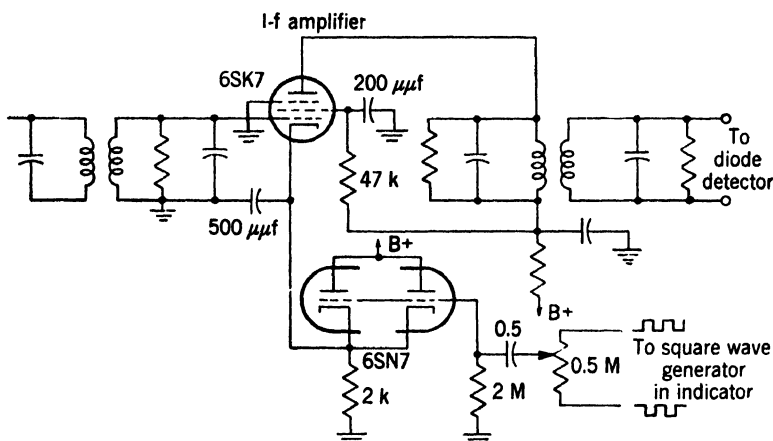 I-f amplifier
6SK7
200 μμf
500 μμf
47 k
To
diode
detector
B+
B+
6SN7
2 k
0.5
2 M
0.5 M
To square wave
generator
in indicator